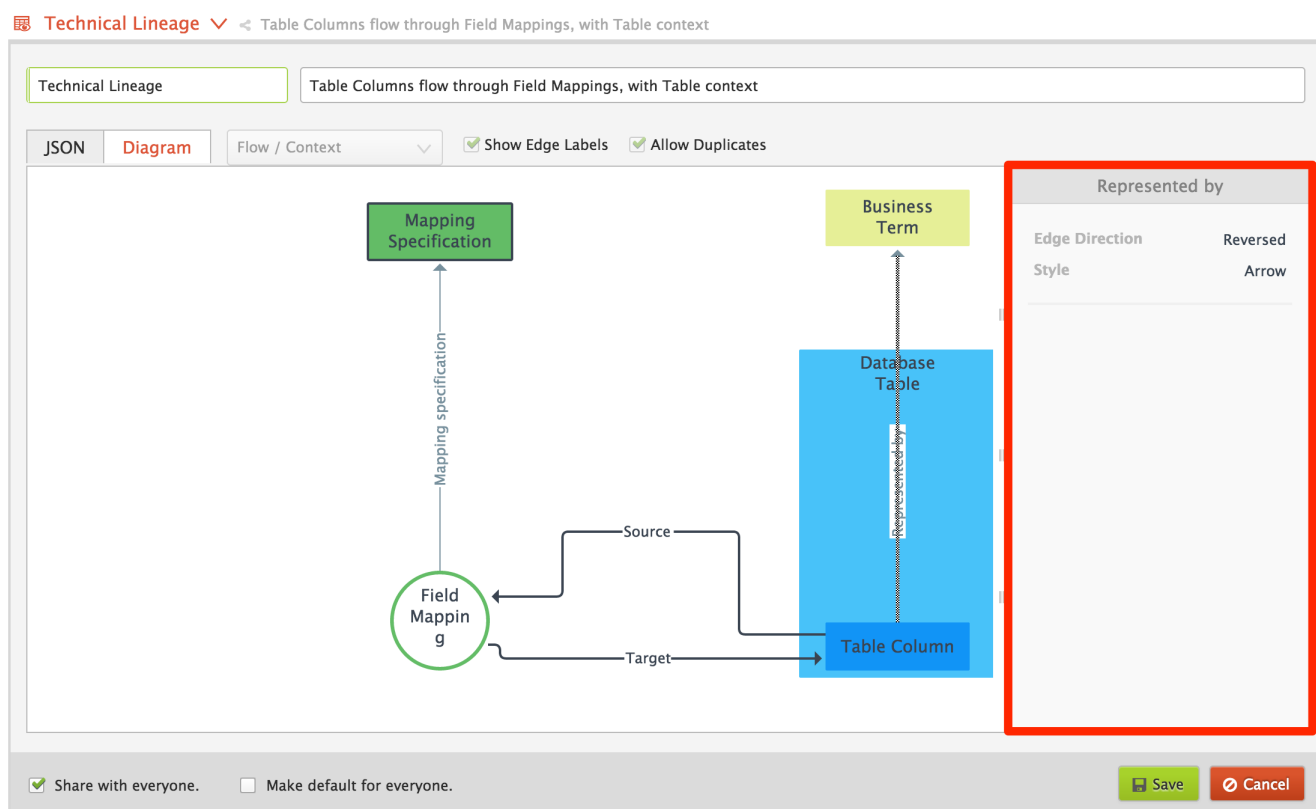 Technical Lineage
Table Columns flow through Field Mappings, with Table context
Technical Lineage
Table Columns flow through Field Mappings, with Table context
JSON
Diagram
Flow / Context
Show Edge Labels
Allow Duplicates
Represented by
Edge Direction
Reversed
Style
Arrow
Mapping
Specification
Business
Term
Mapping specification
Database
Table
Represented by
Source
Field
Mappin
g
Target
Table Column
Share with everyone.
Make default for everyone.
Save
Cancel